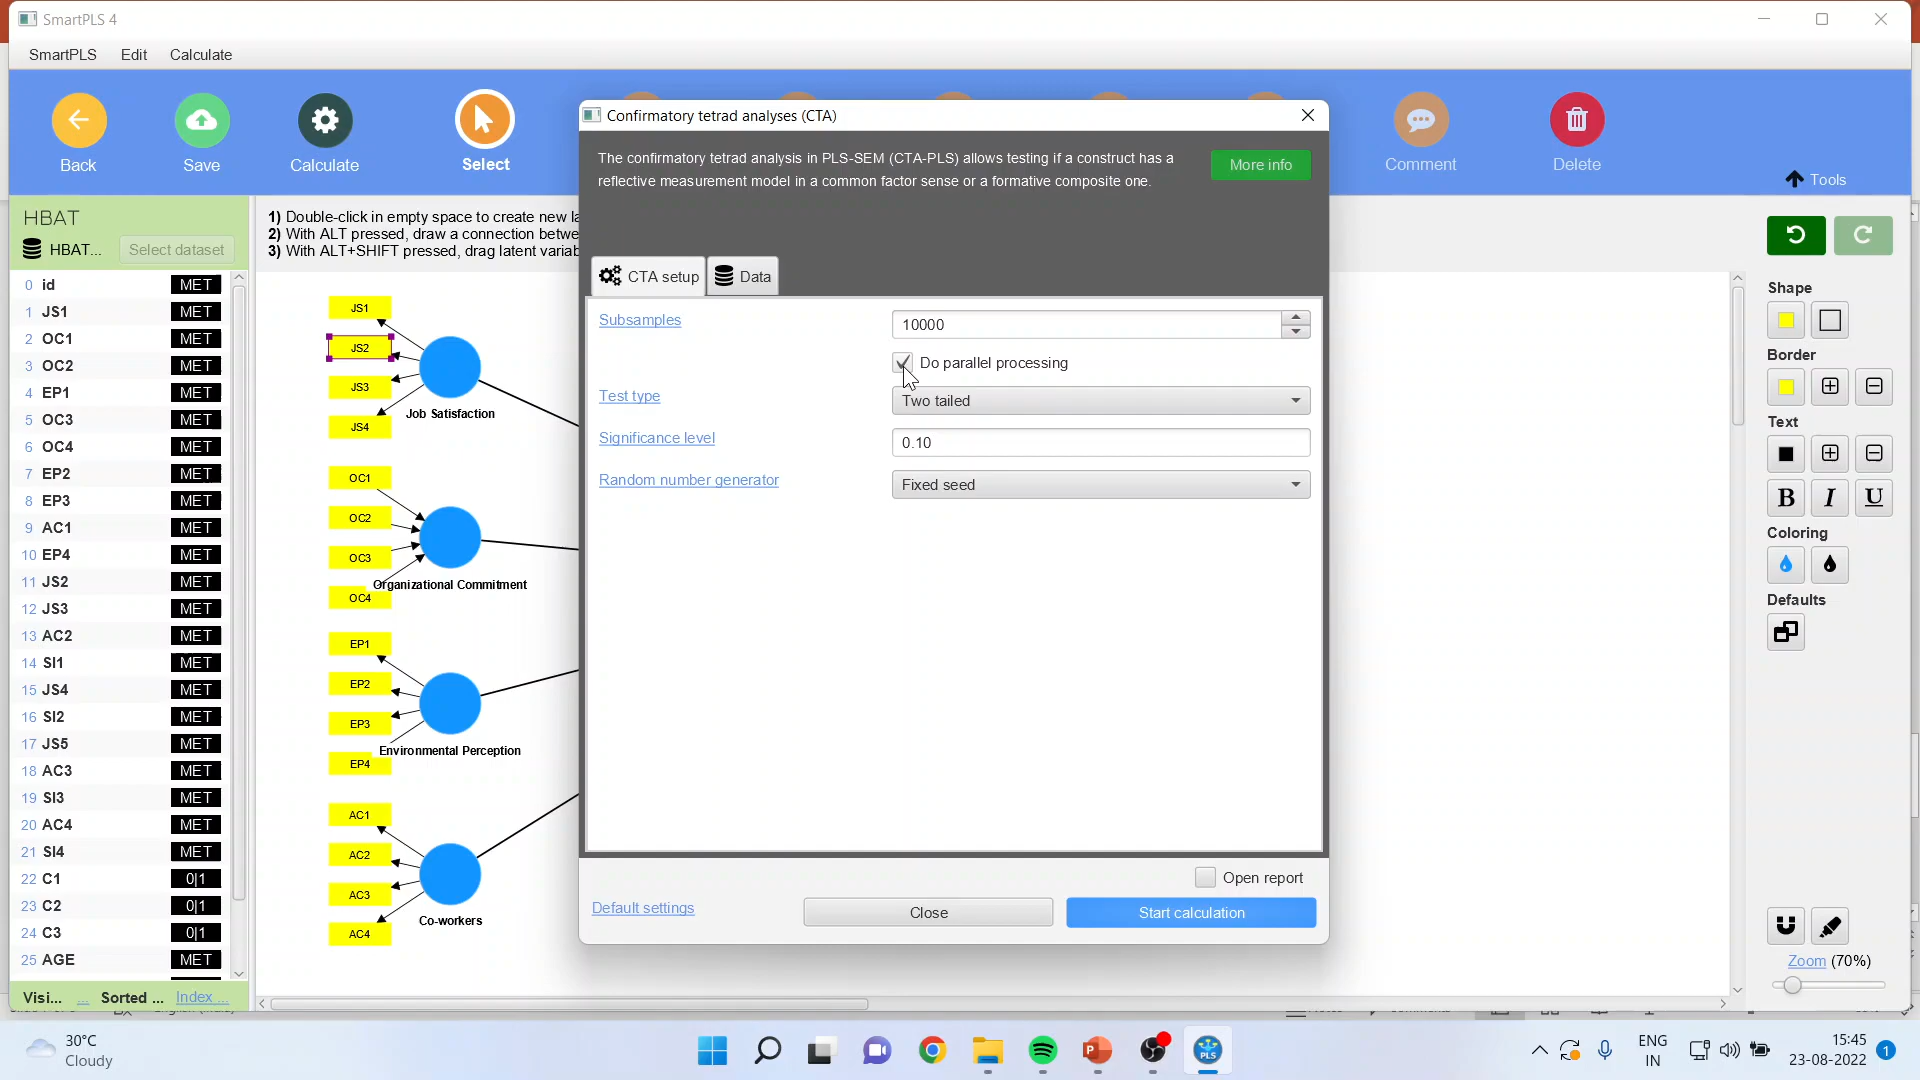 SmartPLS 4
SmartPLS Edit Calculate
Back
Save
Calculate
Select
Comment
Delete
Tools
HBAT
HBAT...
Select dataset
0 id MET
1 JS1 MET
2 OC1 MET
3 OC2 MET
4 EP1 MET
5 OC3 MET
6 OC4 MET
7 EP2 MET
8 EP3 MET
9 AC1 MET
10 EP4 MET
11 JS2 MET
12 JS3 MET
13 AC2 MET
14 SI1 MET
15 JS4 MET
16 SI2 MET
17 JS5 MET
18 AC3 MET
19 SI3 MET
20 AC4 MET
21 SI4 MET
22 C1 0|1
23 C2 0|1
24 C3 0|1
25 AGE MET
Visi... ... Sorted ... Index ...
1) Double-click in empty space to create new la
2) With ALT pressed, draw a connection betwe
3) With ALT+SHIFT pressed, drag latent variab
JS1
JS2
JS3
JS4
Job Satisfaction
OC1
OC2
OC3
OC4
Organizational Commitment
EP1
EP2
EP3
EP4
Environmental Perception
AC1
AC2
AC3
AC4
Co-workers
Confirmatory tetrad analyses (CTA)
The confirmatory tetrad analysis in PLS-SEM (CTA-PLS) allows testing if a construct has a
reflective measurement model in a common factor sense or a formative composite one.
More info
CTA setup
Data
Subsamples 10000
Do parallel processing
Test type Two tailed
Significance level 0.10
Random number generator Fixed seed
Open report
Default settings
Close
Start calculation
Shape
Border
Text
B I U
Coloring
Defaults
Zoom (70%)
30°C
Cloudy
PLS
ENG
IN
15:45
23-08-2022
1